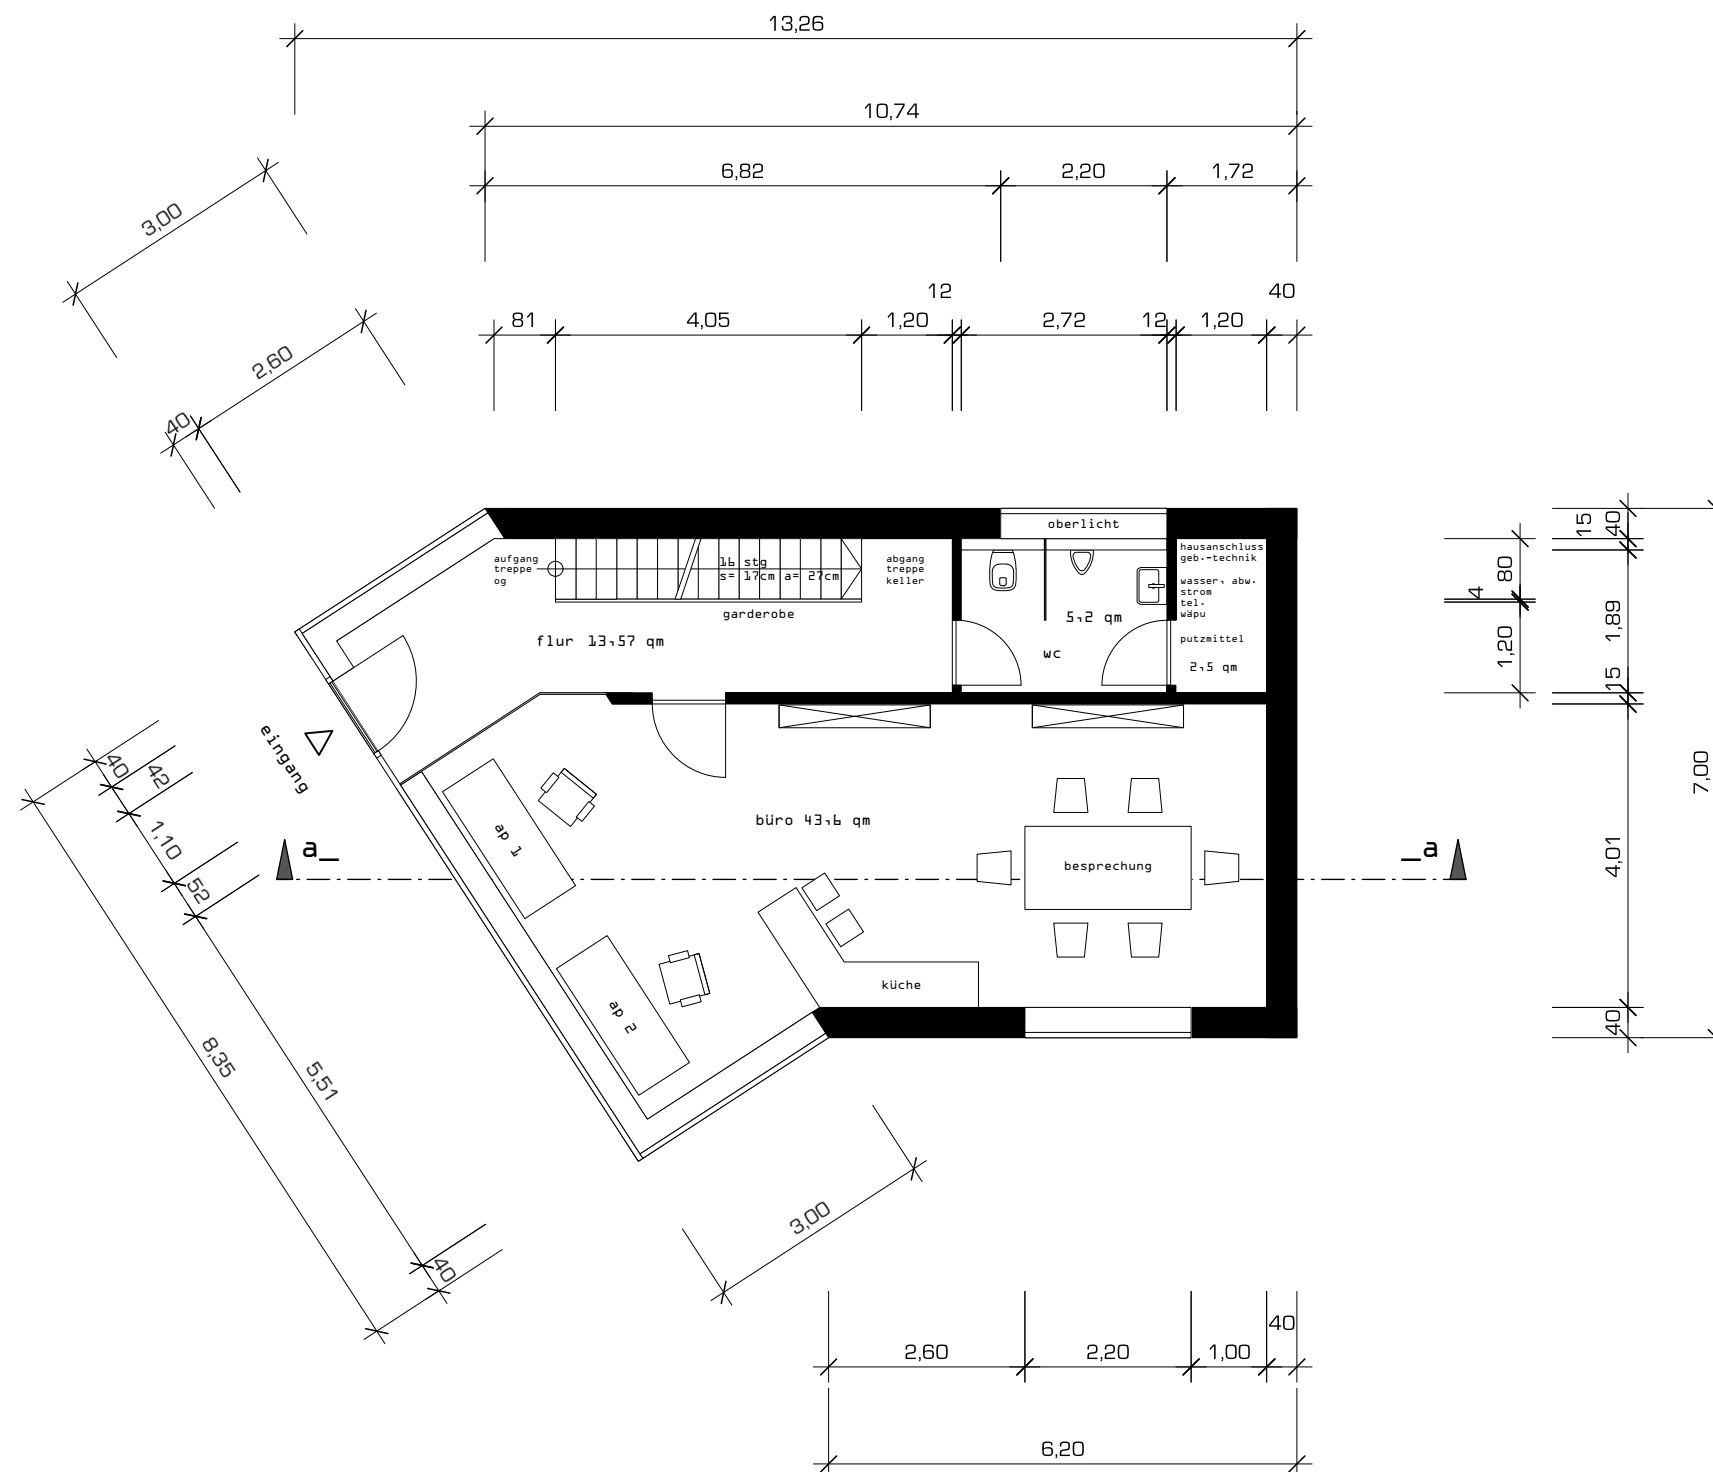 13,26
10,74
6,82
2,20
1,72
3,00
12
40
81
4,05
1,20
2,72
12
1,20
2,60
40
oberlicht
aufgang
treppe
og
16 stg
s= 17cm a= 27cm
abgang
treppe
keller
hausanschluss
geb.-technik
wasser, abw.
strom
tel.
wäpu
putzmittel
2,5 qm
garderobe
flur 13,57 qm
5,2 qm
wc
15
40
80
4
1,89
1,20
15
7,00
4,01
40
eingang
40
42
1,10
52
a_
_a
ap 1
büro 43,6 qm
besprechung
küche
ap 2
8,35
5,51
40
3,00
40
2,60
2,20
1,00
6,20